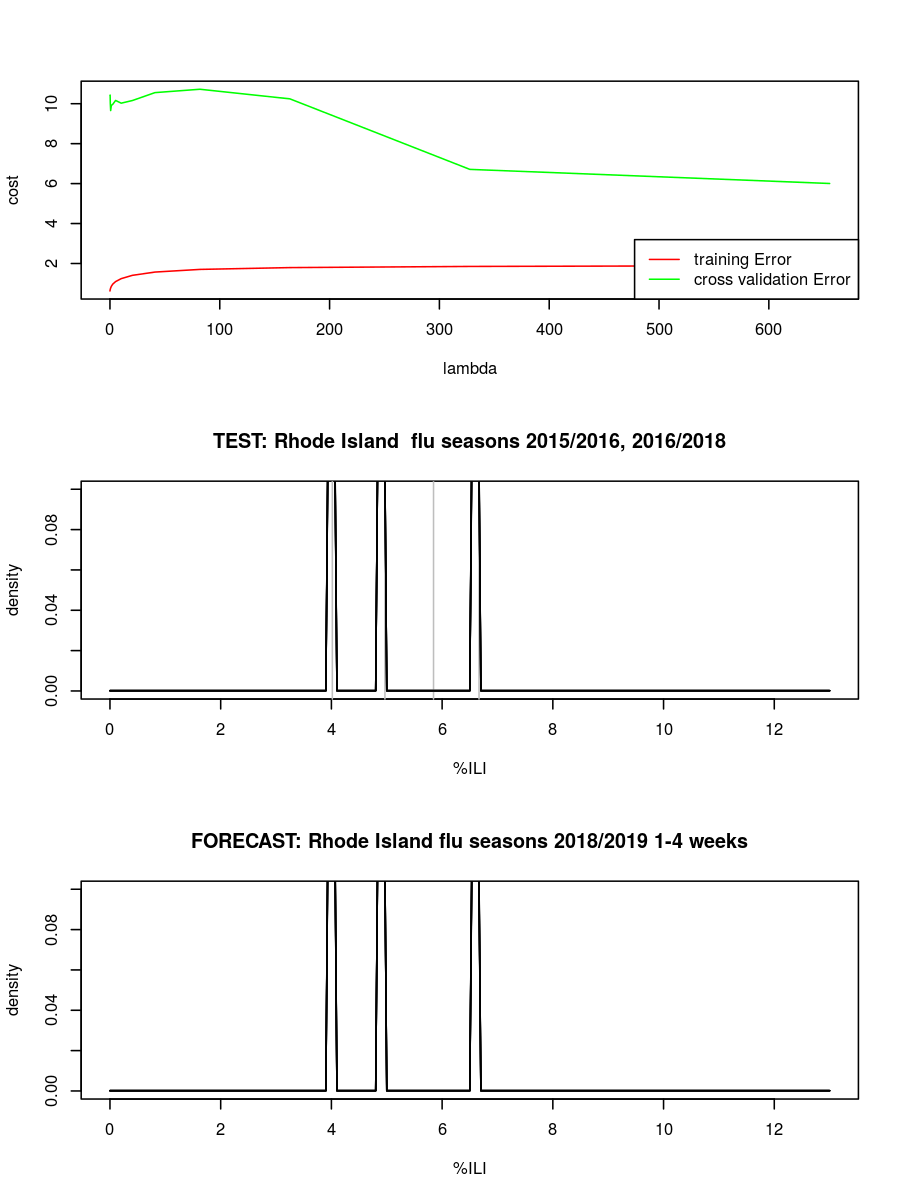 10
8
6
4
2
cost
training Error
cross validation Error
0 100 200 300 400 500 600
lambda
TEST: Rhode Island  flu seasons 2015/2016, 2016/2018
0.08
0.04
0.00
density
0 2 4 6 8 10 12
%ILI
FORECAST: Rhode Island flu seasons 2018/2019 1-4 weeks
0.08
0.04
0.00
density
0 2 4 6 8 10 12
%ILI